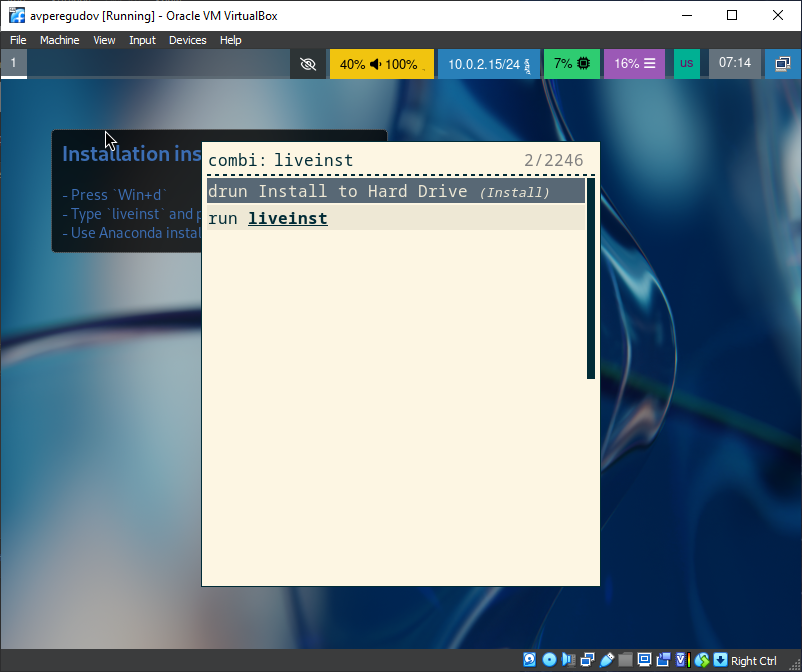 avperegudov [Running] - Oracle VM VirtualBox
File Machine View Input Devices Help
1 40% 100% 10.0.2.15/24 7% 16% us 07:14
Installation ins
- Press `Win+d`
- Type `liveinst` and p
- Use Anaconda instal
combi: liveinst 2/2246
drun Install to Hard Drive (Install)
run liveinst
Right Ctrl